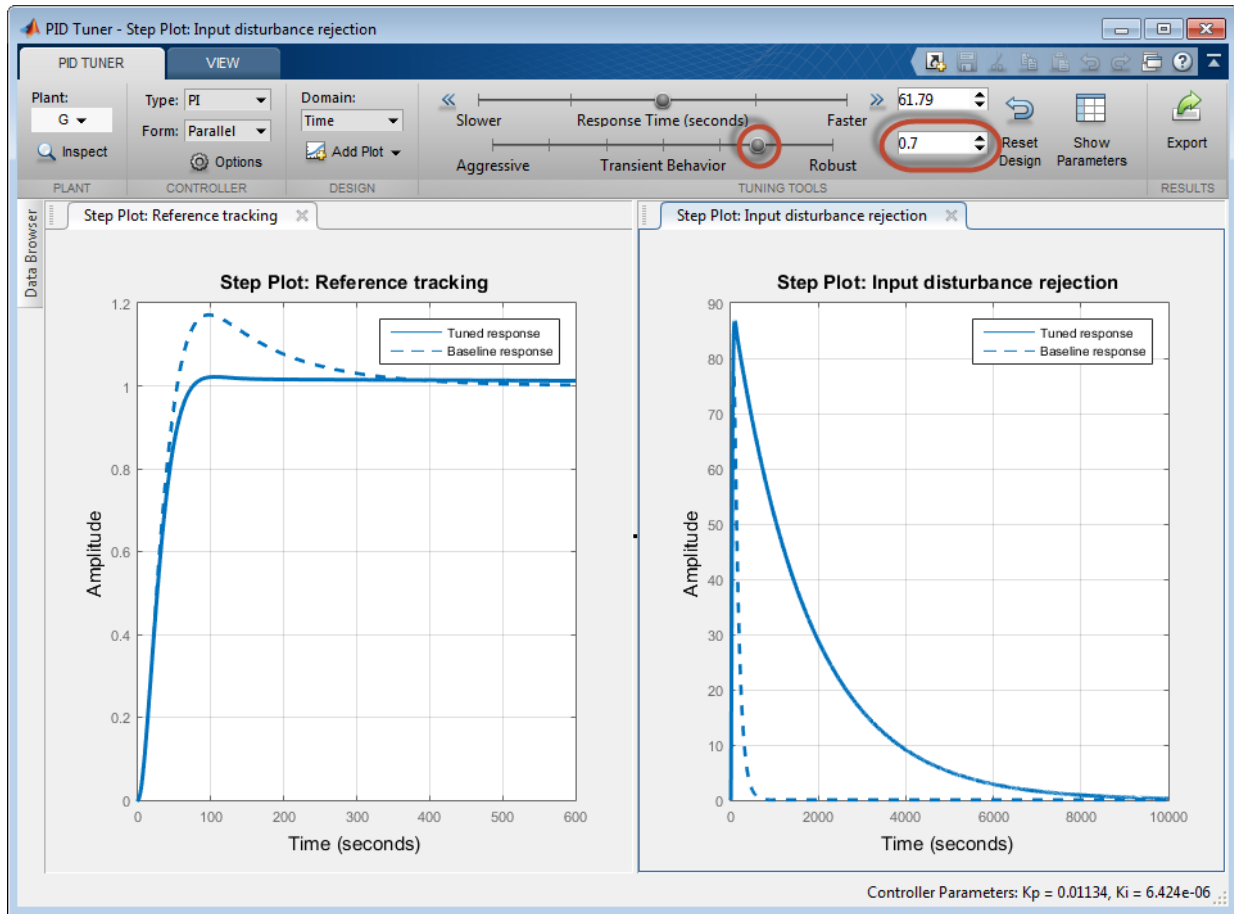 PID Tuner - Step Plot: Input disturbance rejection
PID TUNER VIEW
Plant:
G
Inspect
PLANT
Type: PI
Form: Parallel
Options
CONTROLLER
Domain:
Time
Add Plot
DESIGN
Slower Response Time (seconds) Faster 61.79
Aggressive Transient Behavior Robust 0.7
Reset
Design
Show
Parameters
TUNING TOOLS
Export
RESULTS
Data Browser
Step Plot: Reference tracking
Step Plot: Reference tracking
Tuned response
Baseline response
1.2
1
0.8
0.6
0.4
0.2
0
Amplitude
0 100 200 300 400 500 600
Time (seconds)
Step Plot: Input disturbance rejection
Step Plot: Input disturbance rejection
Tuned response
Baseline response
90
80
70
60
50
40
30
20
10
0
Amplitude
0 2000 4000 6000 8000 10000
Time (seconds)
Controller Parameters: Kp = 0.01134, Ki = 6.424e-06